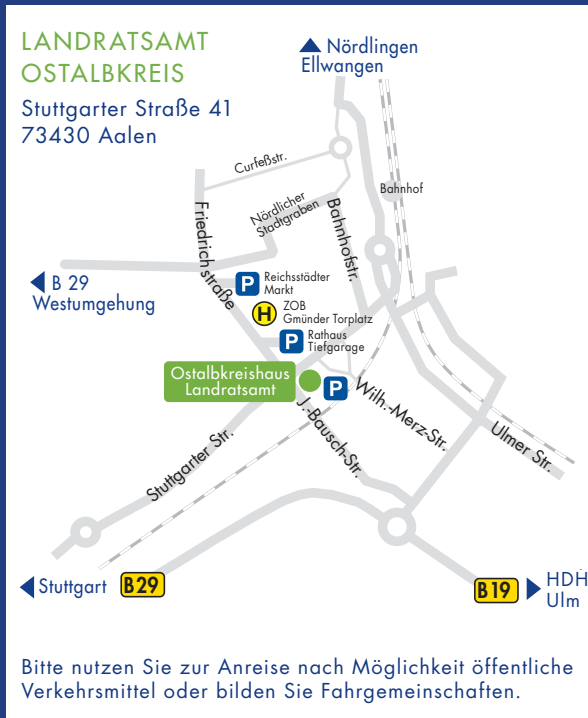 LANDRATSAMT
OSTALBKREIS
Stuttgarter Straße 41
73430 Aalen
Nördlingen
Ellwangen
Curfeßstr.
Bahnhof
Nördlicher
Stadtgraben
Friedrichstraße
Bahnhofstr.
B 29
Westumgehung
P
Reichsstädter
Markt
H
ZOB
Gmünder Torplatz
P
Rathaus
Tiefgarage
Ostalbkreishaus
Landratsamt
P
Wilh.-Merz-Str.
J.-Bausch-Str.
Stuttgarter Str.
Ulmer Str.
Stuttgart
B29
B19
HDH
Ulm
Bitte nutzen Sie zur Anreise nach Möglichkeit öffentliche
Verkehrsmittel oder bilden Sie Fahrgemeinschaften.